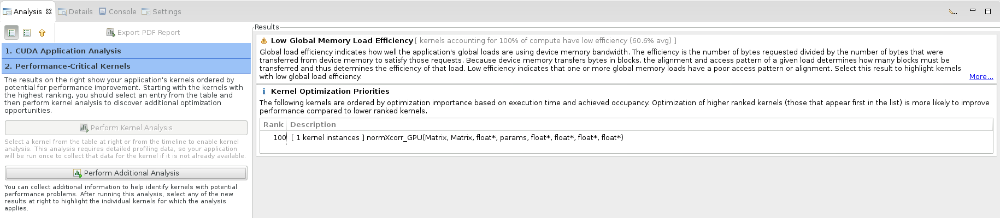 Analysis
Details
Console
Settings
Export PDF Report
1. CUDA Application Analysis
2. Performance-Critical Kernels
The results on the right show your application's kernels ordered by
potential for performance improvement. Starting with the kernels with
the highest ranking, you should select an entry from the table and
then perform kernel analysis to discover additional optimization
opportunities.
Perform Kernel Analysis
Select a kernel from the table at right or from the timeline to enable kernel
analysis. This analysis requires detailed profiling data, so your application
will be run once to collect that data for the kernel if it is not already available.
Perform Additional Analysis
You can collect additional information to help identify kernels with potential
performance problems. After running this analysis, select any of the new
results at right to highlight the individual kernels for which the analysis
applies.
Results
Low Global Memory Load Efficiency [ kernels accounting for 100% of compute have low efficiency (60.6% avg) ]
Global load efficiency indicates how well the application's global loads are using device memory bandwidth. The efficiency is the number of bytes requested divided by the number of bytes that were
transferred from device memory to satisfy those requests. Because device memory transfers bytes in blocks, the alignment and access pattern of a given load determines how many blocks must be
transferred and thus determines the efficiency of that load. Low efficiency indicates that one or more global memory loads have a poor access pattern or alignment. Select this result to highlight kernels
with low global load efficiency.
More...
Kernel Optimization Priorities
The following kernels are ordered by optimization importance based on execution time and achieved occupancy. Optimization of higher ranked kernels (those that appear first in the list) is more likely to improve
performance compared to lower ranked kernels.
Rank Description
100 [ 1 kernel instances ] normXcorr_GPU(Matrix, Matrix, float*, params, float*, float*, float*, float*)